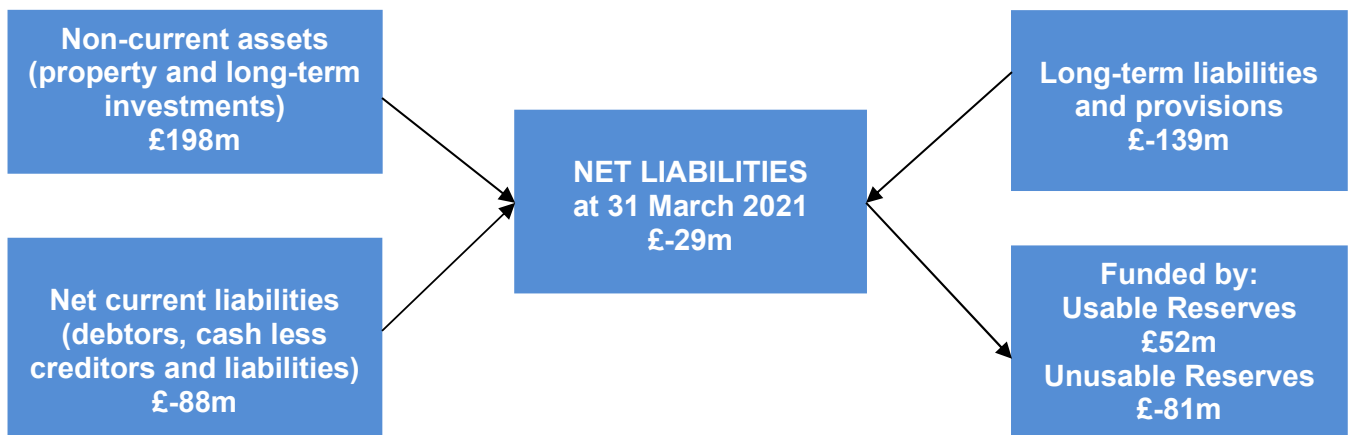 Non-current assets
(property and long-term
investments)
£198m
Net current liabilities
(debtors, cash less
creditors and liabilities)
£-88m
NET LIABILITIES
at 31 March 2021
£-29m
Long-term liabilities
and provisions
£-139m
Funded by:
Usable Reserves
£52m
Unusable Reserves
£-81m